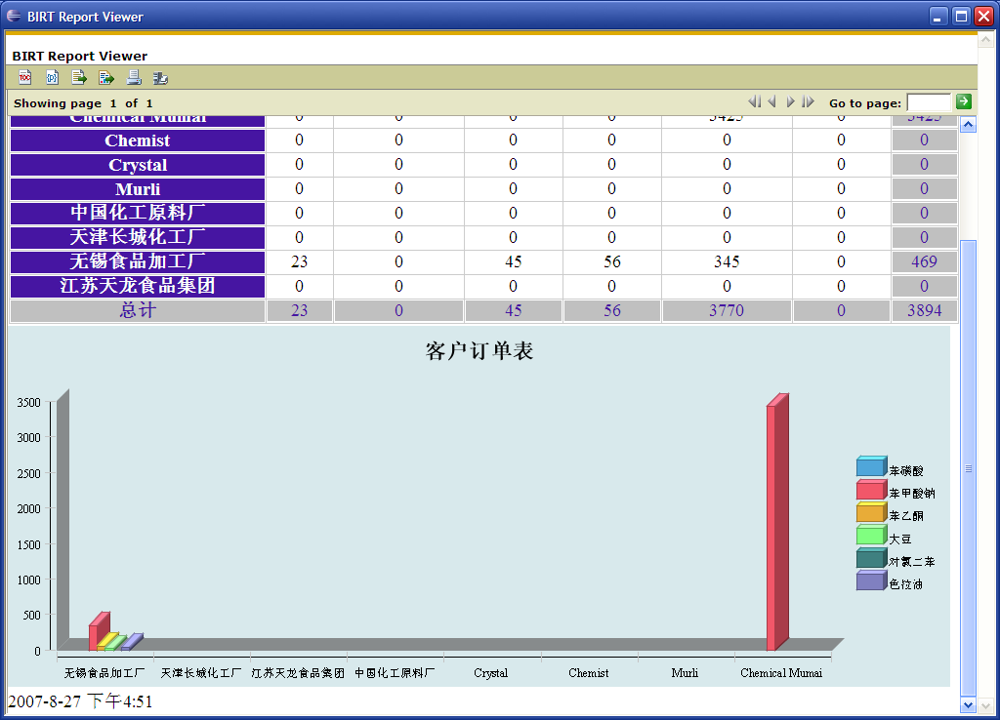 BIRT Report Viewer
BIRT Report Viewer
TOC
Showing page 1 of 1
Go to page:
Chemical Mumai 0 0 0 0 3425 0 3425
Chemist 0 0 0 0 0 0 0
Crystal 0 0 0 0 0 0 0
Murli 0 0 0 0 0 0 0
中国化工原料厂 0 0 0 0 0 0 0
天津长城化工厂 0 0 0 0 0 0 0
无锡食品加工厂 23 0 45 56 345 0 469
江苏天龙食品集团 0 0 0 0 0 0 0
总计 23 0 45 56 3770 0 3894
客户订单表
3500
3000
2500
2000
1500
1000
500
0
无锡食品加工厂 天津长城化工厂 江苏天龙食品集团 中国化工原料厂 Crystal Chemist Murli Chemical Mumai
苯磺酸
苯甲酸钠
苯乙酮
大豆
对氯二苯
色拉油
2007-8-27 下午4:51